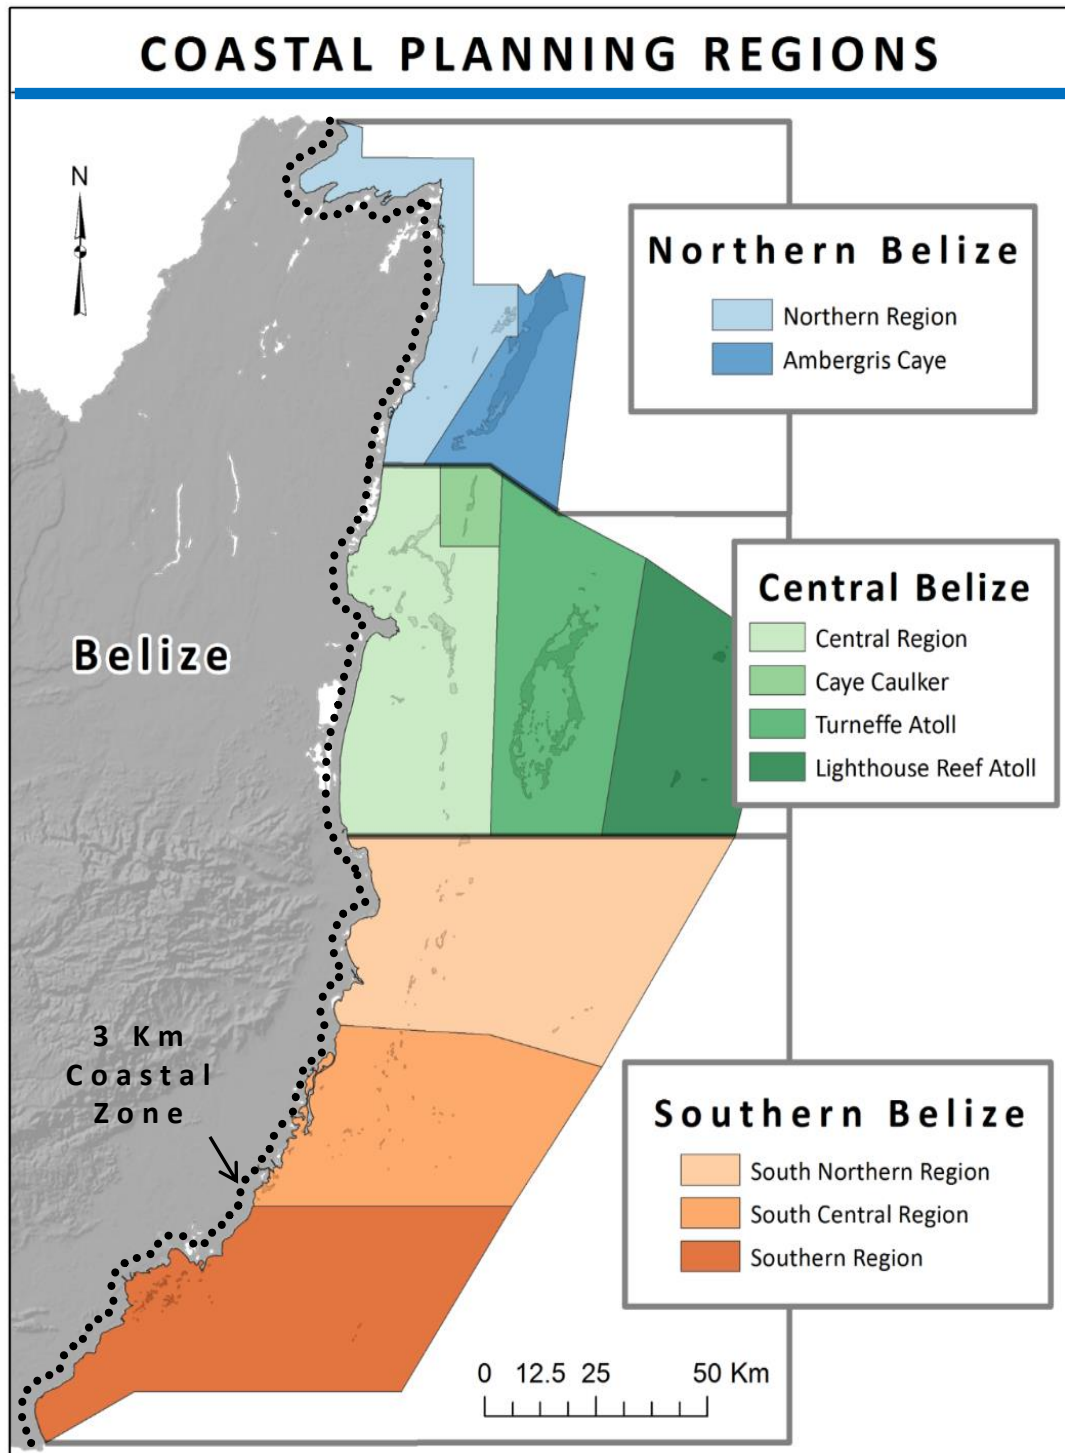 COASTAL PLANNING REGIONS
N
Northern Belize
Northern Region
Ambergris Caye
Central Belize
Central Region
Caye Caulker
Turneffe Atoll
Lighthouse Reef Atoll
Belize
3 Km
Coastal
Zone
Southern Belize
South Northern Region
South Central Region
Southern Region
0 12.5 25 50 Km